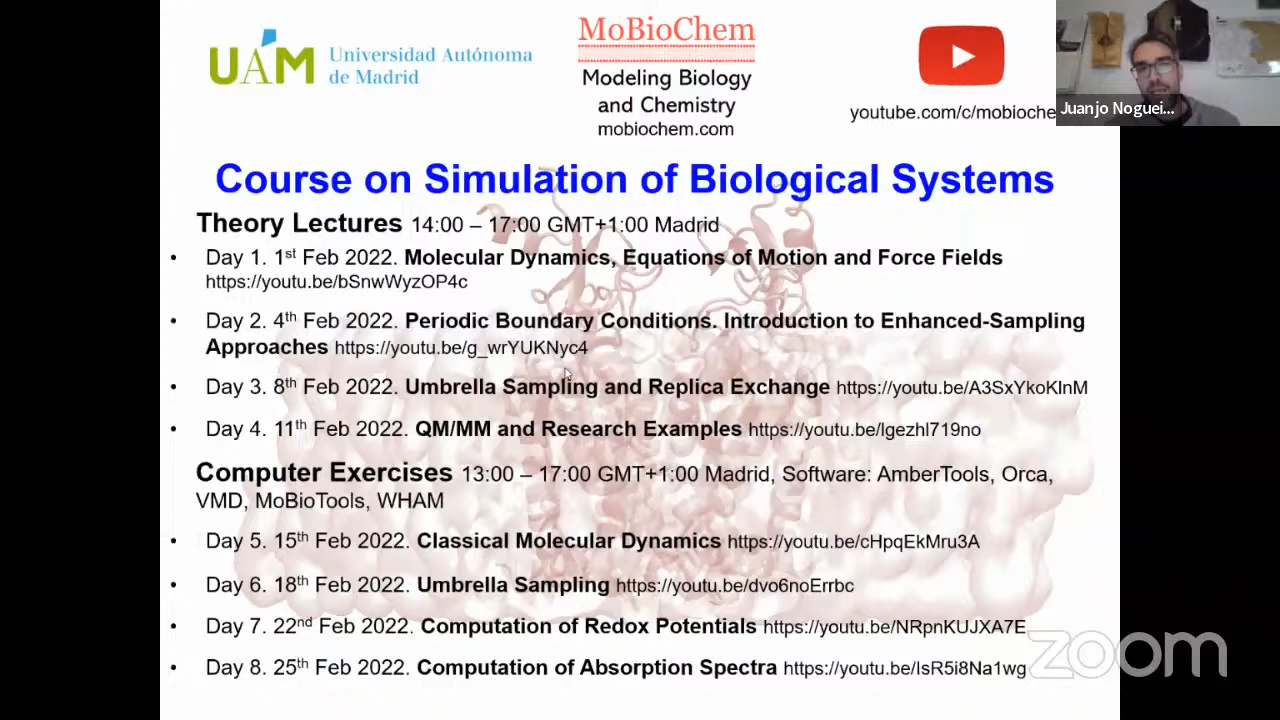 UAM Universidad Autónoma
de Madrid
MoBioChem
Modeling Biology
and Chemistry
mobiochem.com
youtube.com/c/mobioche
Juanjo Noguei...
Course on Simulation of Biological Systems
Theory Lectures 14:00 – 17:00 GMT+1:00 Madrid
• Day 1. 1st Feb 2022. Molecular Dynamics, Equations of Motion and Force Fields
https://youtu.be/bSnwWyzOP4c
• Day 2. 4th Feb 2022. Periodic Boundary Conditions. Introduction to Enhanced-Sampling
Approaches https://youtu.be/g_wrYUKNyc4
• Day 3. 8th Feb 2022. Umbrella Sampling and Replica Exchange https://youtu.be/A3SxYkoKlnM
• Day 4. 11th Feb 2022. QM/MM and Research Examples https://youtu.be/lgezhl719no
Computer Exercises 13:00 – 17:00 GMT+1:00 Madrid, Software: AmberTools, Orca,
VMD, MoBioTools, WHAM
• Day 5. 15th Feb 2022. Classical Molecular Dynamics https://youtu.be/cHpqEkMru3A
• Day 6. 18th Feb 2022. Umbrella Sampling https://youtu.be/dvo6noErrbc
• Day 7. 22nd Feb 2022. Computation of Redox Potentials https://youtu.be/NRpnKUJXA7E
• Day 8. 25th Feb 2022. Computation of Absorption Spectra https://youtu.be/IsR5i8Na1wg
zoom